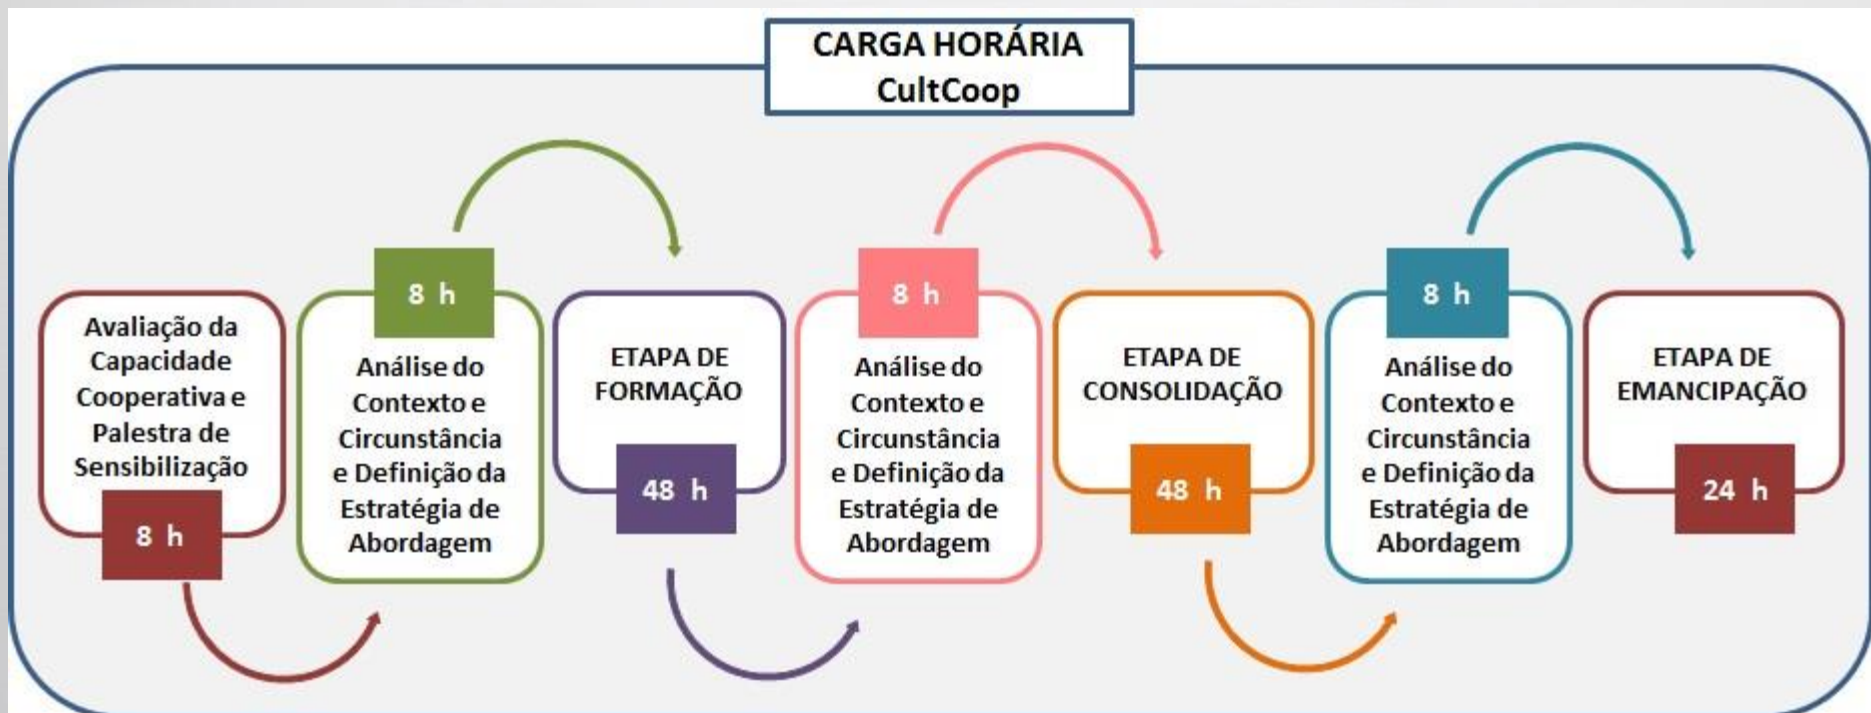 CARGA HORÁRIA
CultCoop
Avaliação da
Capacidade
Cooperativa e
Palestra de
Sensibilização
8 h
8 h
Análise do
Contexto e
Circunstância
e Definição da
Estratégia de
Abordagem
ETAPA DE
FORMAÇÃO
48 h
8 h
Análise do
Contexto e
Circunstância
e Definição da
Estratégia de
Abordagem
ETAPA DE
CONSOLIDAÇÃO
48 h
8 h
Análise do
Contexto e
Circunstância
e Definição da
Estratégia de
Abordagem
ETAPA DE
EMANCIPAÇÃO
24 h